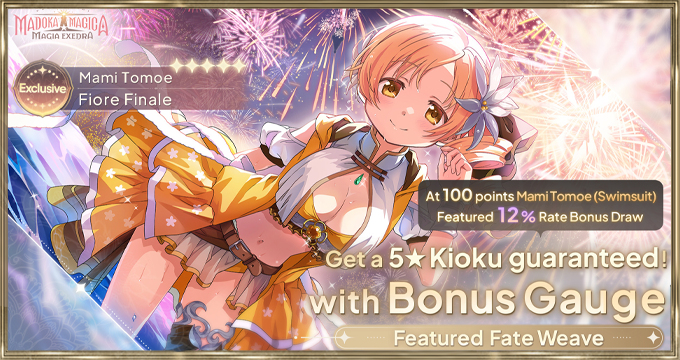 MADOKA MAGICA
MAGIA EXEDRA
Exclusive
Mami Tomoe
Fiore Finale
At 100 points Mami Tomoe (Swimsuit)
Featured 12% Rate Bonus Draw
Get a 5★ Kioku guaranteed!
with Bonus Gauge
Featured Fate Weave